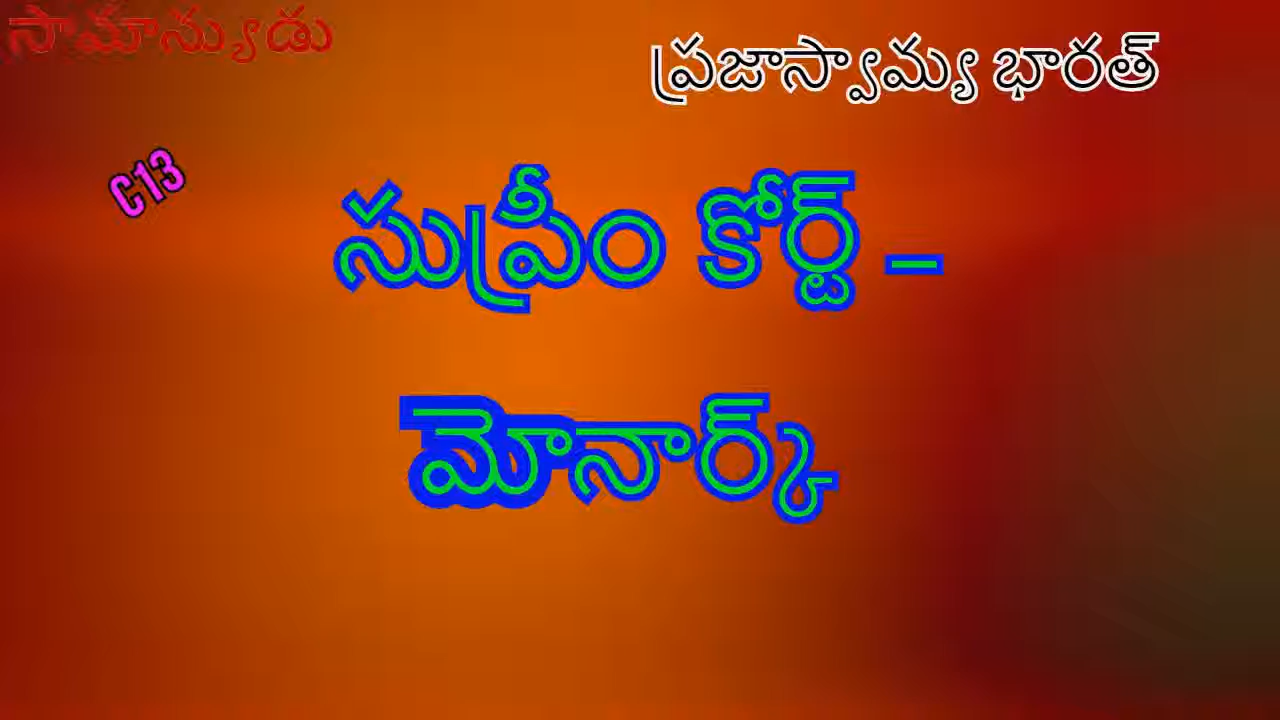 సామాన్యుడు
ప్రజాస్వామ్య భారత్
C13
సుప్రీం కోర్ట్ –
మోనార్క్